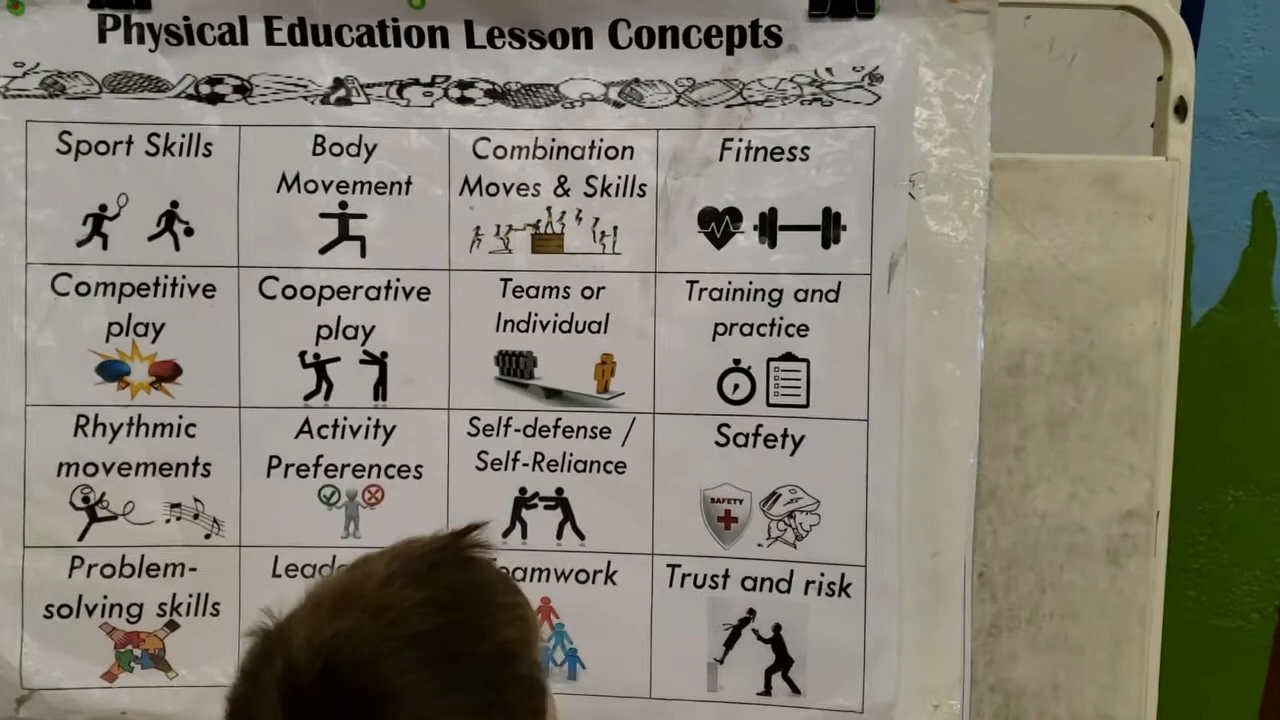 Physical Education Lesson Concepts
Sport Skills
Body
Movement
Combination
Moves & Skills
Fitness
Competitive
play
Cooperative
play
Teams or
Individual
Training and
practice
Rhythmic
movements
Activity
Preferences
Self-defense /
Self-Reliance
Safety
SAFETY
Problem-
solving skills
Trust and risk